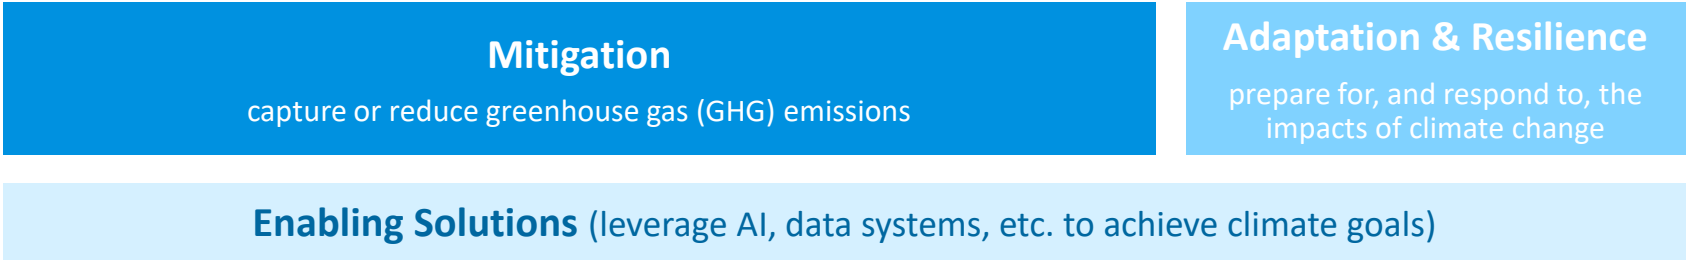 Mitigation
capture or reduce greenhouse gas (GHG) emissions
Adaptation & Resilience
prepare for, and respond to, the
impacts of climate change
Enabling Solutions (leverage AI, data systems, etc. to achieve climate goals)